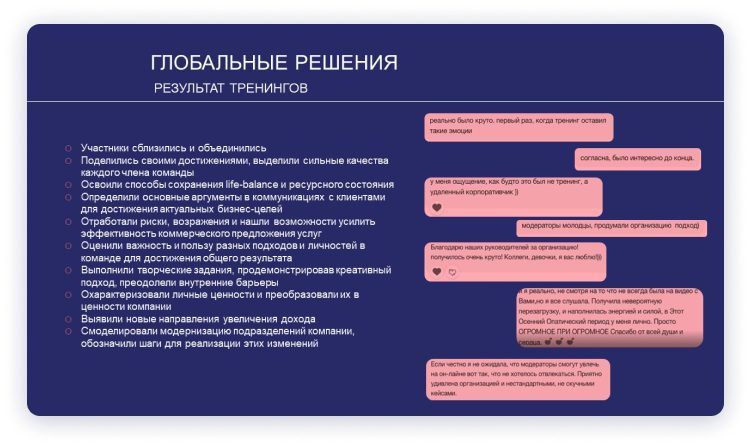 ГЛОБАЛЬНЫЕ РЕШЕНИЯ
РЕЗУЛЬТАТ ТРЕНИНГОВ
Участники сблизились и объединились
Поделились своими достижениями, выделили сильные качества
каждого члена команды
Освоили способы сохранения life-balance и ресурсного состояния
Определили основные аргументы в коммуникациях с клиентами
для достижения актуальных бизнес-целей
Отработали риски, возражения и нашли возможности усилить
эффективность коммерческого предложения услуг
Оценили важность и пользу разных подходов и личностей в
команде для достижения общего результата
Выполнили творческие задания, продемонстрировав креативный
подход, преодолели внутренние барьеры
Охарактеризовали личные ценности и преобразовали их в
ценности компании
Выявили новые направления увеличения дохода
Смоделировали модернизацию подразделений компании,
обозначили шаги для реализации этих изменений
реально было круто. первый раз, когда тренинг оставил
такие эмоции
согласна, было интересно до конца.
у меня ощущение, как будто это был не тренинг, а
удаленный корпоративчик ))
модераторы молодцы, продумали организацию подход)
Благодарю наших руководителей за организацию!
получилось очень круто! Коллеги, девочки, я вас люблю!))
И я реально, не смотря на то что не всегда была на видео с
Вами,но я все слушала. Получила невероятную
перезагрузку, и наполнилась энергией и силой, в Этот
Осенний Опатический период у меня лично. Просто
ОГРОМНОЕ ПРИ ОГРОМНОЕ Спасибо от всей души и
сердца.
Если честно я не ожидала, что модераторы смогут увлечь
на он-лайне вот так, что не хотелось отвлекаться. Приятно
удивлена организацией и нестандартными, не скучными
кейсами.